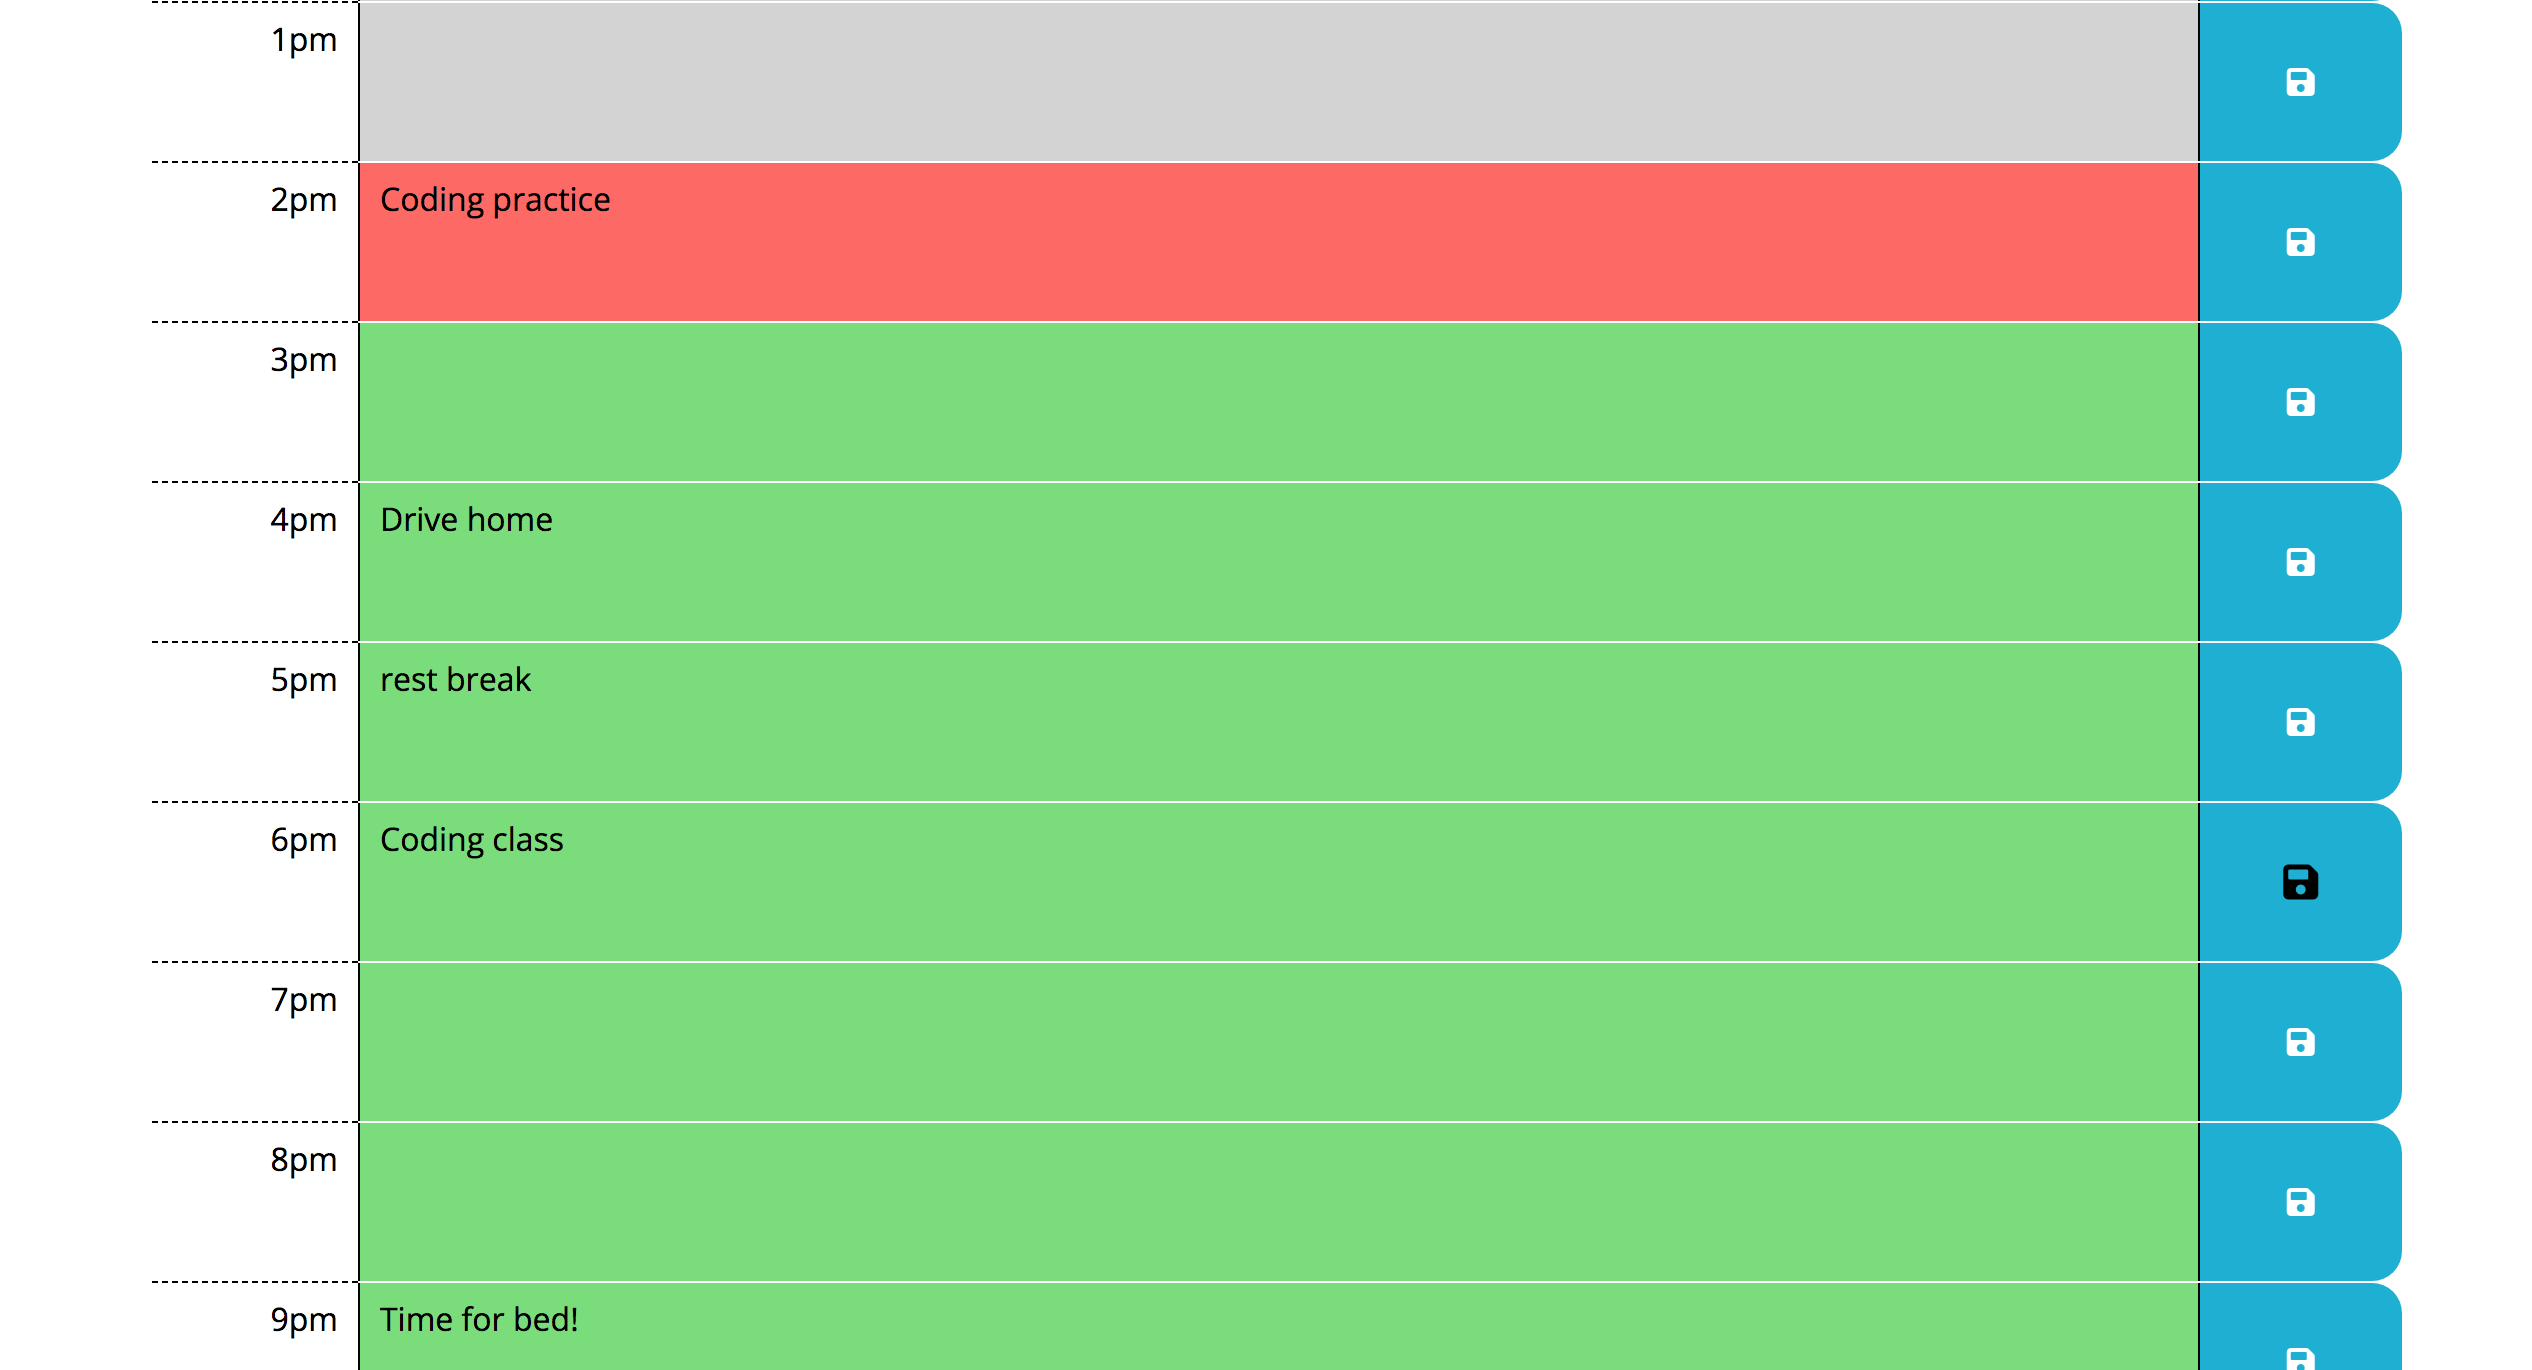 1pm
2pm Coding practice
3pm
4pm Drive home
5pm rest break
6pm Coding class
7pm
8pm
9pm Time for bed!